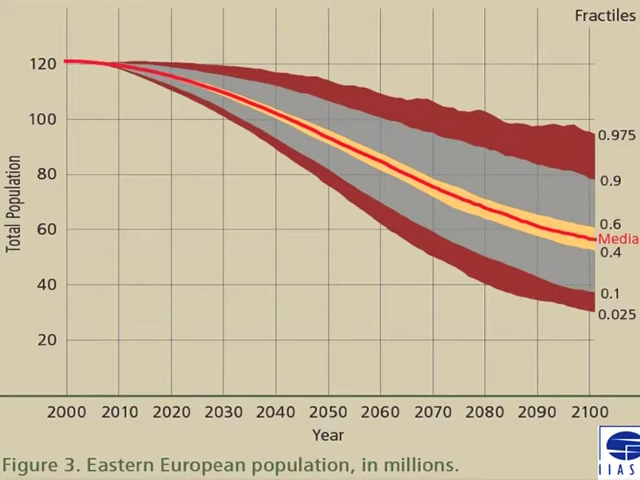 Fractiles
120
100
80
60
40
20
Total Population
0.975
0.9
0.6
Media
0.4
0.1
0.025
2000 2010 2020 2030 2040 2050 2060 2070 2080 2090 2100
Year
Figure 3. Eastern European population, in millions.
IIAS